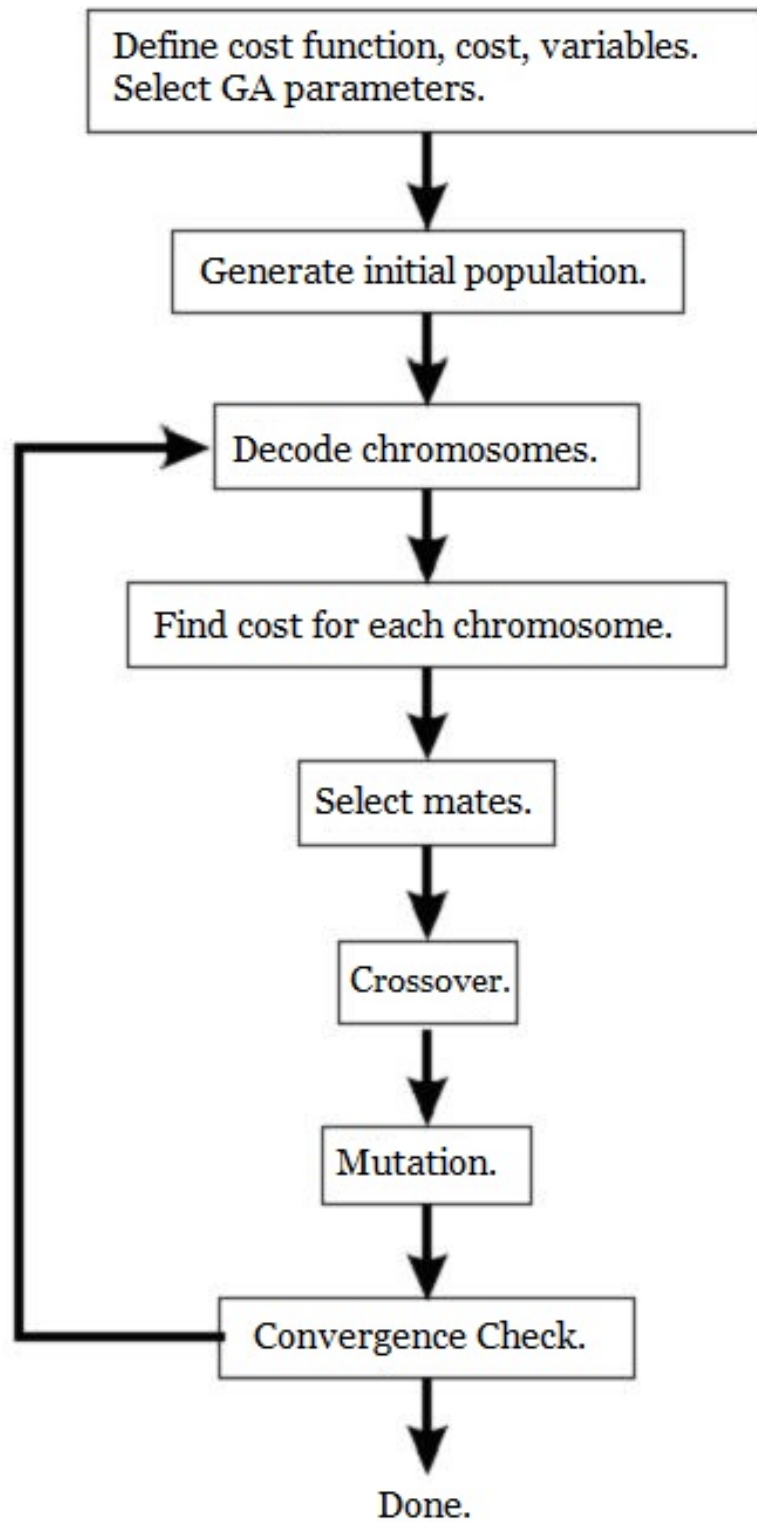 Define cost function, cost, variables.
Select GA parameters.
Generate initial population.
Decode chromosomes.
Find cost for each chromosome.
Select mates.
Crossover.
Mutation.
Convergence Check.
Done.